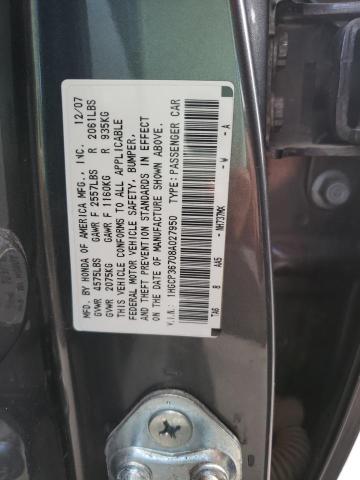 MFD. BY HONDA OF AMERICA MFG., INC. 12/07
GVWR 4575LBS GAWR F 2557LBS R 2061LBS
GVWR 2075KG GAWR F 1160KG R 935KG
THIS VEHICLE CONFORMS TO ALL APPLICABLE
FEDERAL MOTOR VEHICLE SAFETY, BUMPER,
AND THEFT PREVENTION STANDARDS IN EFFECT
ON THE DATE OF MANUFACTURE SHOWN ABOVE.
V.I.N.: 1HGCP36708A027950 TYPE: PASSENGER CAR
TA6 8 AA5 - NH737MX - W - A